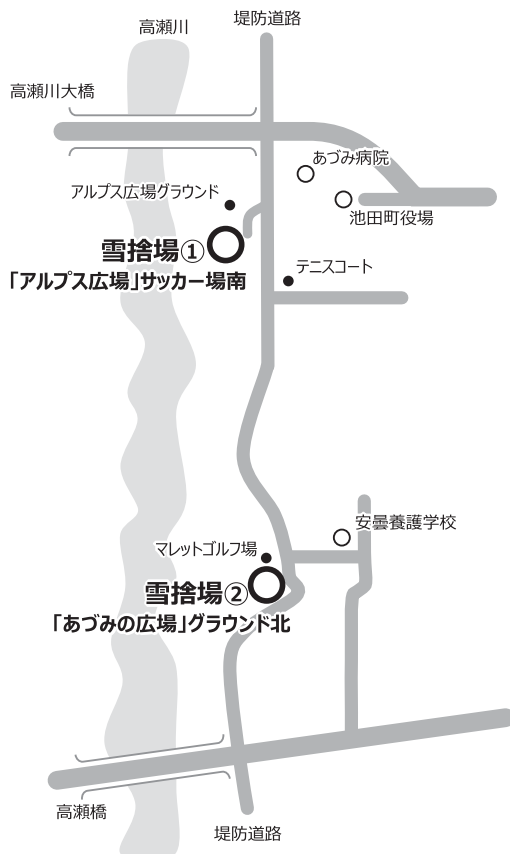 堤防道路
高瀬川
高瀬川大橋
あづみ病院
アルプス広場グラウンド
池田町役場
雪捨場①
「アルプス広場」サッカー場南
テニスコート
安曇養護学校
マレットゴルフ場
雪捨場②
「あづみの広場」グラウンド北
高瀬橋
堤防道路